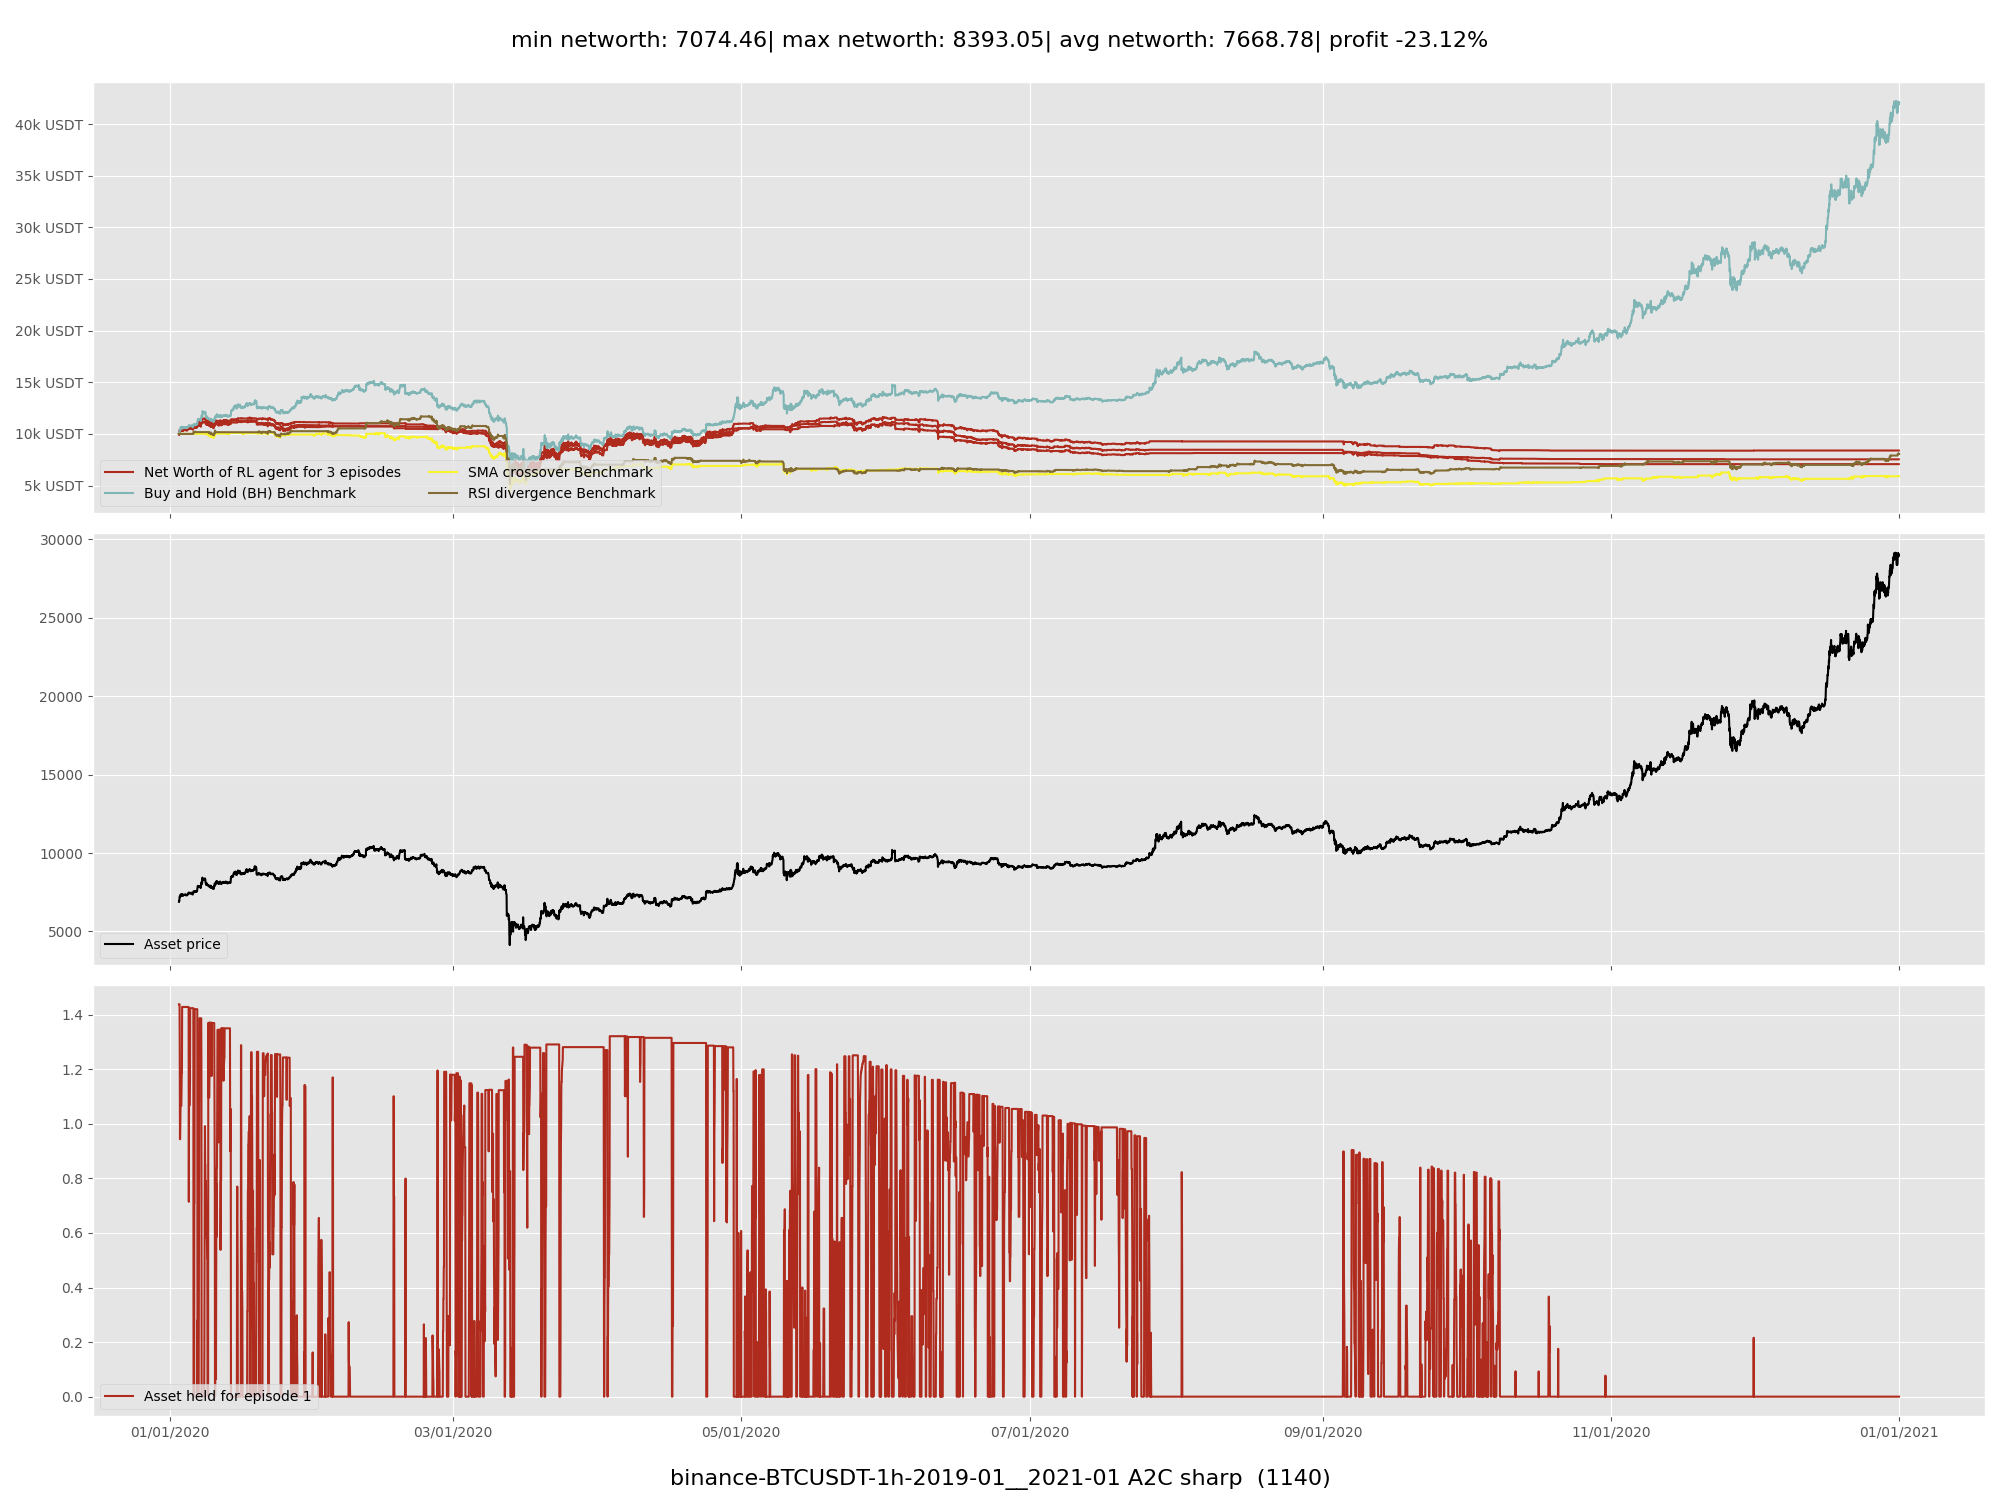 min networth: 7074.46| max networth: 8393.05| avg networth: 7668.78| profit -23.12%
40k USDT
35k USDT
30k USDT
25k USDT
20k USDT
15k USDT
10k USDT
5k USDT
Net Worth of RL agent for 3 episodes
Buy and Hold (BH) Benchmark
SMA crossover Benchmark
RSI divergence Benchmark
30000
25000
20000
15000
10000
5000
Asset price
1.4
1.2
1.0
0.8
0.6
0.4
0.2
0.0
Asset held for episode 1
01/01/2020 03/01/2020 05/01/2020 07/01/2020 09/01/2020 11/01/2020 01/01/2021
binance-BTCUSDT-1h-2019-01__2021-01 A2C sharp (1140)